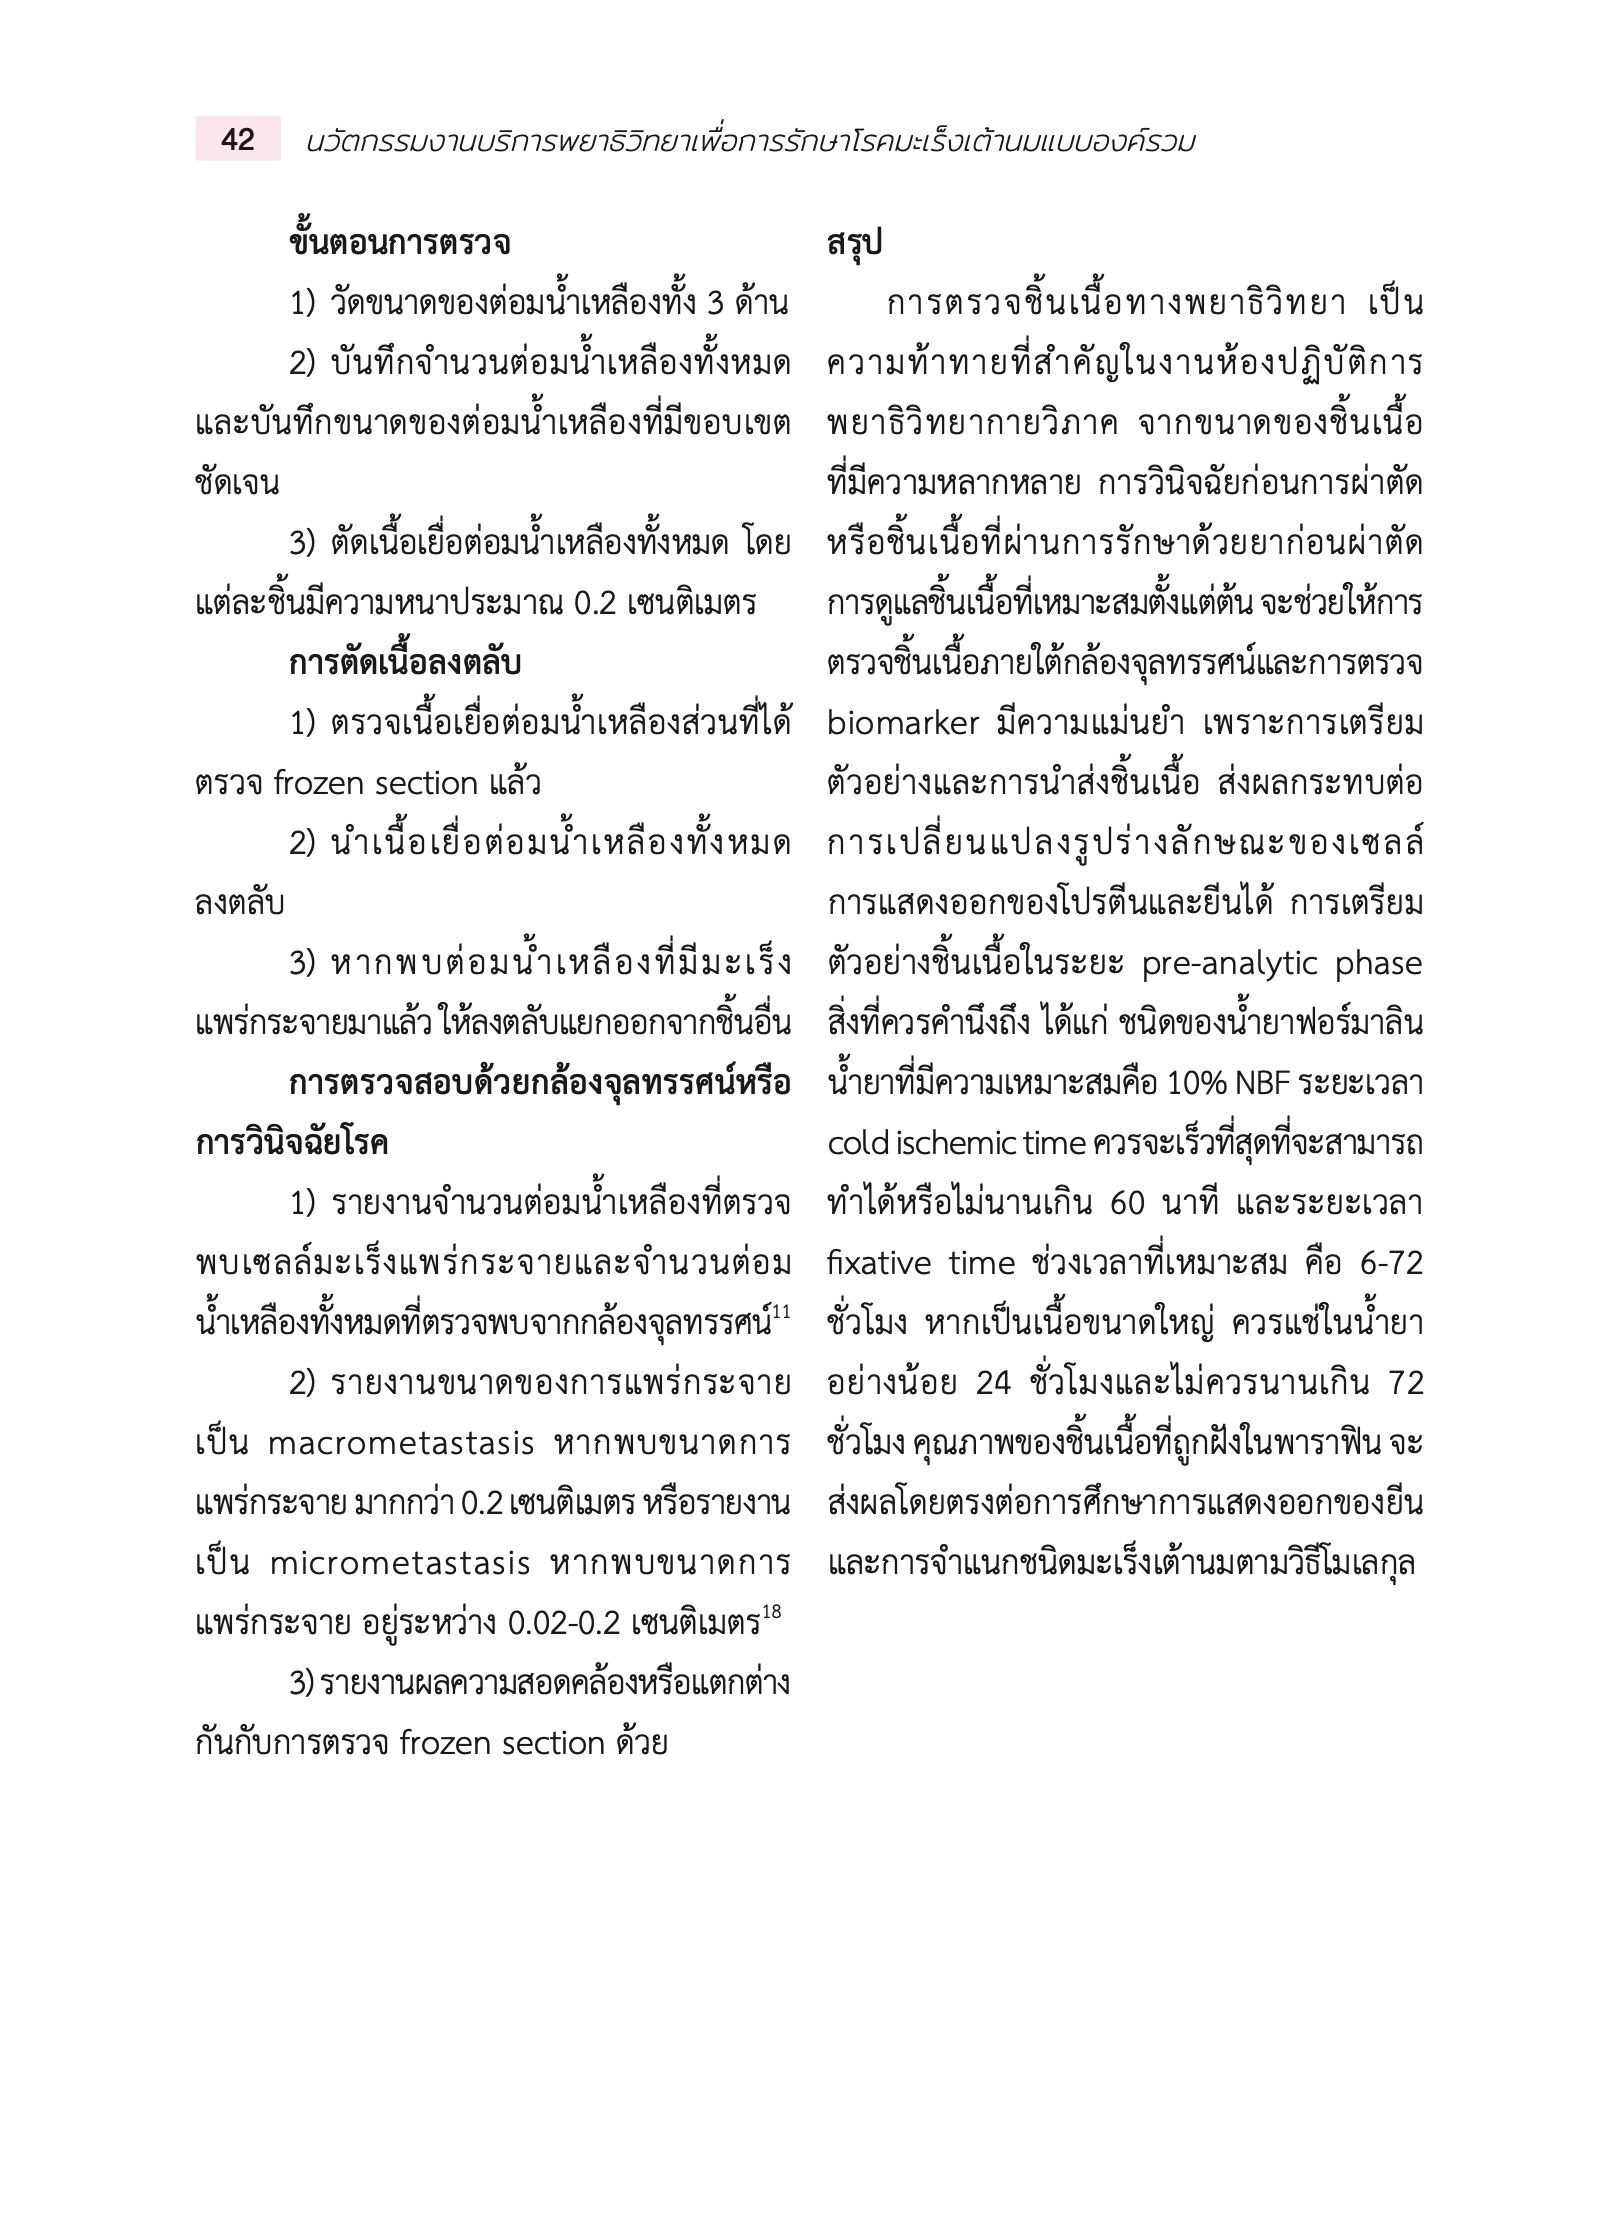 42 นวัตกรรมงานบริการพยาธิวิทยาเพื่อการรักษาโรคมะเร็งเต้านมแบบองค์รวม
ขั้นตอนการตรวจ
1) วัดขนาดของต่อมน้ำเหลืองทั้ง 3 ด้าน
2) บันทึกจำนวนต่อมน้ำเหลืองทั้งหมด
และบันทึกขนาดของต่อมน้ำเหลืองที่มีขอบเขต
ชัดเจน
3) ตัดเนื้อเยื่อต่อมน้ำเหลืองทั้งหมด โดย
แต่ละชิ้นมีความหนาประมาณ 0.2 เซนติเมตร
การตัดเนื้อลงตลับ
1) ตรวจเนื้อเยื่อต่อมน้ำเหลืองส่วนที่ได้
ตรวจ frozen section แล้ว
2) นำเนื้อเยื่อต่อมน้ำเหลืองทั้งหมด
ลงตลับ
3) หากพบต่อมน้ำเหลืองที่มีมะเร็ง
แพร่กระจายมาแล้ว ให้ลงตลับแยกออกจากชิ้นอื่น
การตรวจสอบด้วยกล้องจุลทรรศน์หรือ
การวินิจฉัยโรค
1) รายงานจำนวนต่อมน้ำเหลืองที่ตรวจ
พบเซลล์มะเร็งแพร่กระจายและจำนวนต่อม
น้ำเหลืองทั้งหมดที่ตรวจพบจากกล้องจุลทรรศน์11
2) รายงานขนาดของการแพร่กระจาย
เป็น macrometastasis หากพบขนาดการ
แพร่กระจาย มากกว่า 0.2 เซนติเมตร หรือรายงาน
เป็น micrometastasis หากพบขนาดการ
แพร่กระจาย อยู่ระหว่าง 0.02-0.2 เซนติเมตร18
3) รายงานผลความสอดคล้องหรือแตกต่าง
กันกับการตรวจ frozen section ด้วย
สรุป
การตรวจชิ้นเนื้อทางพยาธิวิทยา เป็น
ความท้าทายที่สำคัญในงานห้องปฏิบัติการ
พยาธิวิทยากายวิภาค จากขนาดของชิ้นเนื้อ
ที่มีความหลากหลาย การวินิจฉัยก่อนการผ่าตัด
หรือชิ้นเนื้อที่ผ่านการรักษาด้วยยาก่อนผ่าตัด
การดูแลชิ้นเนื้อที่เหมาะสมตั้งแต่ต้น จะช่วยให้การ
ตรวจชิ้นเนื้อภายใต้กล้องจุลทรรศน์และการตรวจ
biomarker มีความแม่นยำ เพราะการเตรียม
ตัวอย่างและการนำส่งชิ้นเนื้อ ส่งผลกระทบต่อ
การเปลี่ยนแปลงรูปร่างลักษณะของเซลล์
การแสดงออกของโปรตีนและยีนได้ การเตรียม
ตัวอย่างชิ้นเนื้อในระยะ pre-analytic phase
สิ่งที่ควรคำนึงถึง ได้แก่ ชนิดของน้ำยาฟอร์มาลิน
น้ำยาที่มีความเหมาะสมคือ 10% NBF ระยะเวลา
cold ischemic time ควรจะเร็วที่สุดที่จะสามารถ
ทำได้หรือไม่นานเกิน 60 นาที และระยะเวลา
fixative time ช่วงเวลาที่เหมาะสม คือ 6-72
ชั่วโมง หากเป็นเนื้อขนาดใหญ่ ควรแช่ในน้ำยา
อย่างน้อย 24 ชั่วโมงและไม่ควรนานเกิน 72
ชั่วโมง คุณภาพของชิ้นเนื้อที่ถูกฝังในพาราฟิน จะ
ส่งผลโดยตรงต่อการศึกษาการแสดงออกของยีน
และการจำแนกชนิดมะเร็งเต้านมตามวิธีโมเลกุล